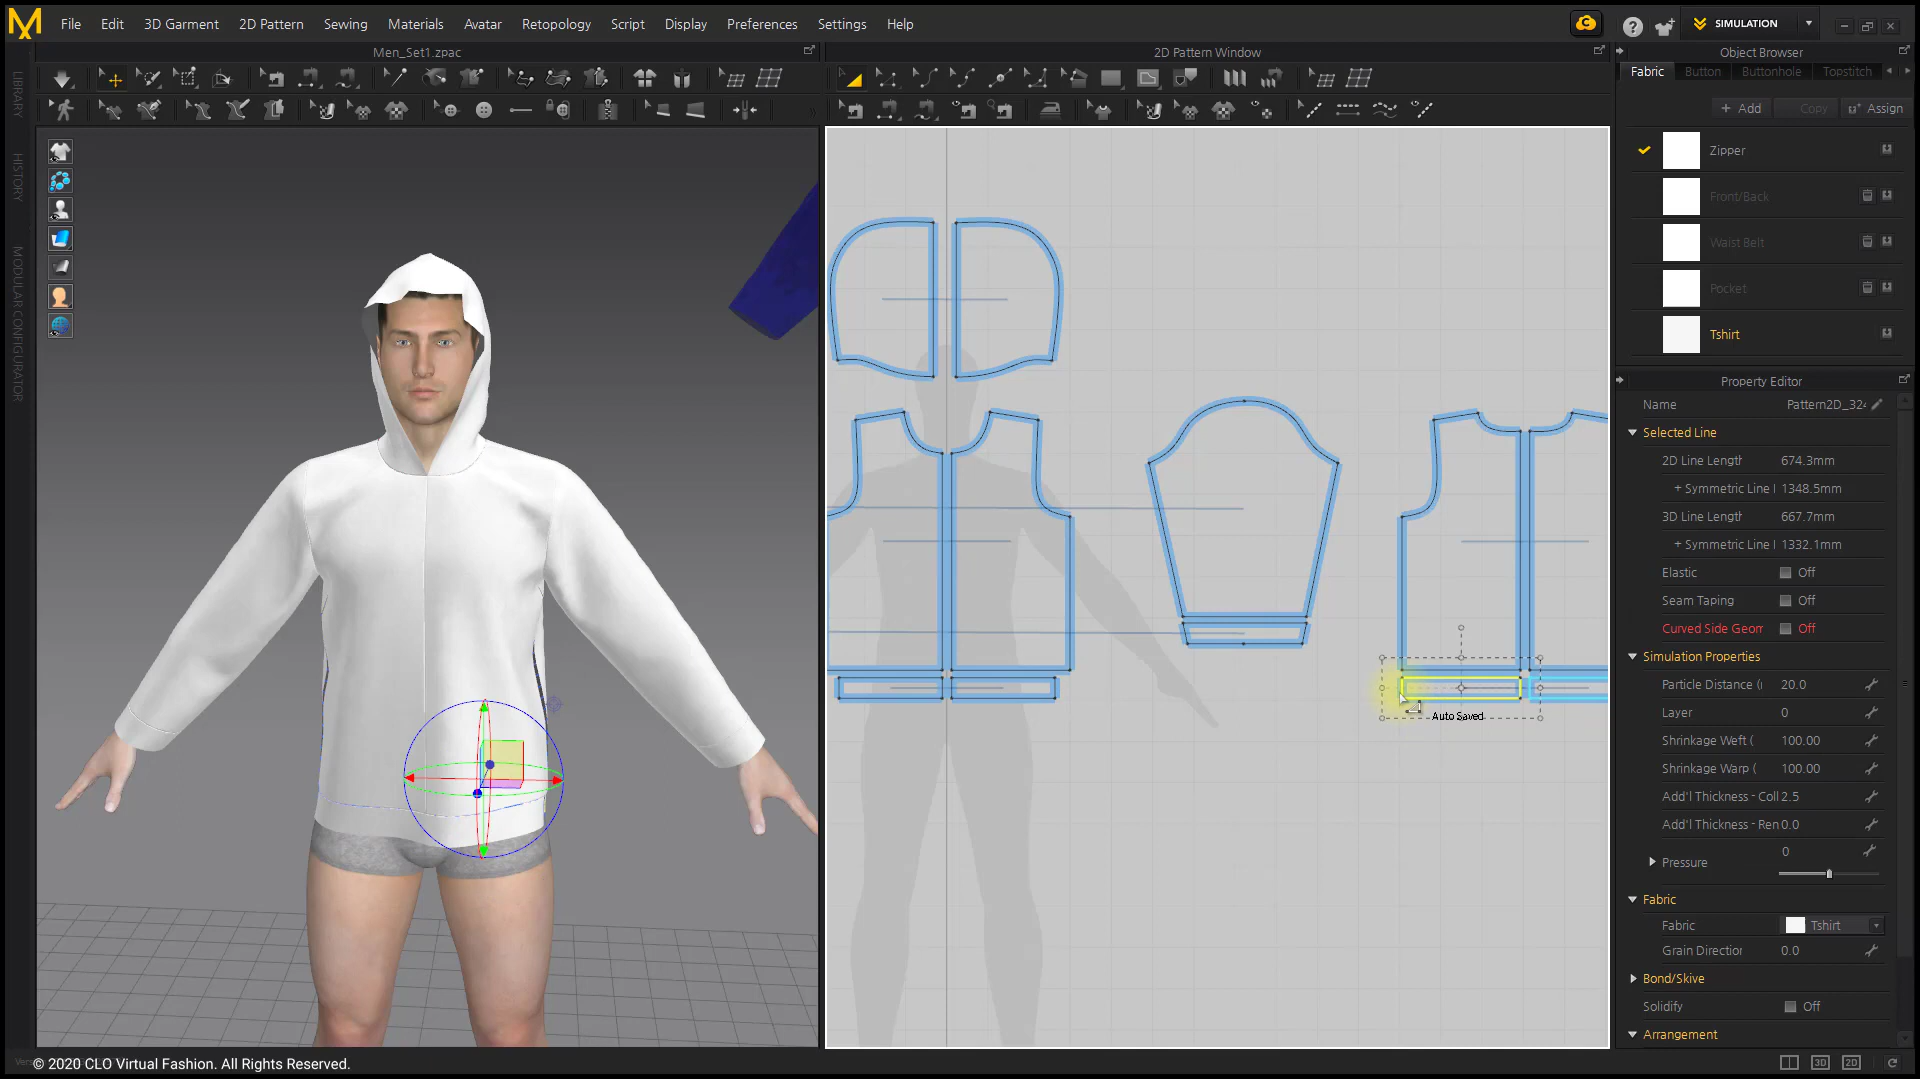 File Edit 3D Garment 2D Pattern Sewing Materials Avatar Retopology Script Display Preferences Settings Help
SIMULATION
Men_Set1.zpac
2D Pattern Window
Object Browser
Fabric Button Buttonhole Topstitch
+ Add Copy Assign
LIBRARY
HISTORY
MODULAR CONFIGURATOR
Zipper
Front/Back
Waist Belt
Pocket
Tshirt
Property Editor
Name Pattern2D_324
Selected Line
2D Line Length 674.3mm
+ Symmetric Line l 1348.5mm
3D Line Length 667.7mm
+ Symmetric Line l 1332.1mm
Elastic Off
Seam Taping Off
Curved Side Geom Off
Simulation Properties
Particle Distance ( 20.0
Layer 0
Shrinkage Weft ( 100.00
Shrinkage Warp ( 100.00
Add'l Thickness - Coll 2.5
Add'l Thickness - Ren 0.0
Pressure 0
Fabric
Fabric Tshirt
Grain Direction 0.0
Bond/Skive
Solidify Off
Arrangement
Auto Saved
© 2020 CLO Virtual Fashion. All Rights Reserved.
3D 2D